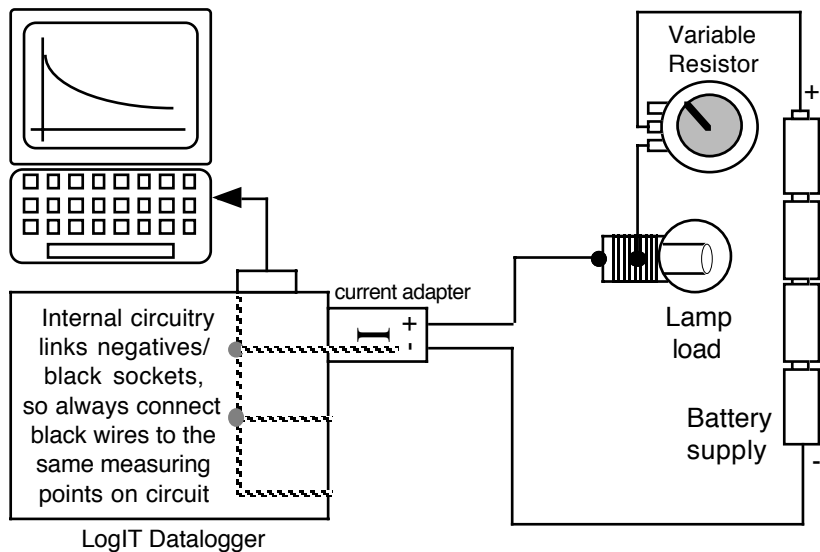 Variable
Resistor
+
current adapter
+
-
Internal circuitry
links negatives/
black sockets,
so always connect
black wires to the
same measuring
points on circuit
Lamp
load
Battery
supply
-
LogIT Datalogger